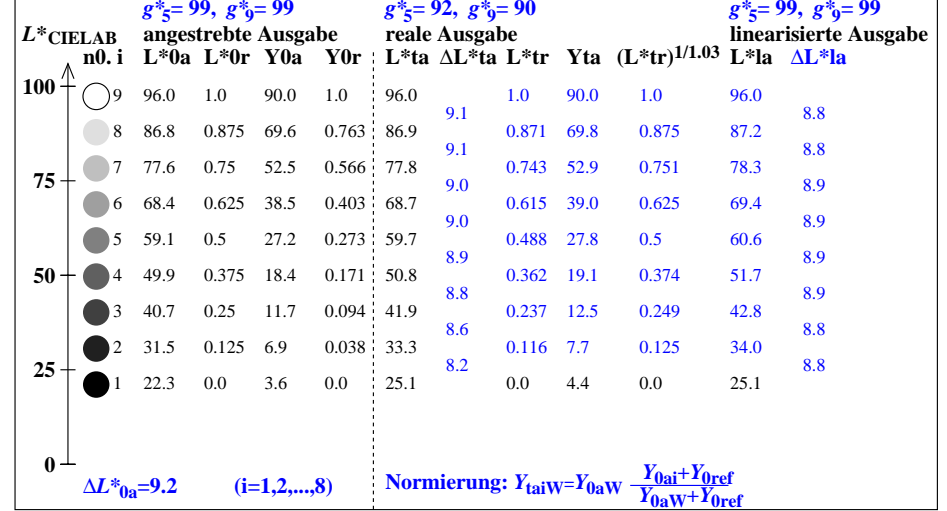 g*5= 99, g*9= 99 g*5= 92, g*9= 90 g*5= 99, g*9= 99
L*CIELAB angestrebte Ausgabe reale Ausgabe linearisierte Ausgabe
n0. i L*0a L*0r Y0a Y0r L*ta ΔL*ta L*tr Yta (L*tr)1/1.03 L*la ΔL*la
100 9 96.0 1.0 90.0 1.0 96.0 1.0 90.0 1.0 96.0
9.1 8.8
8 86.8 0.875 69.6 0.763 86.9 0.871 69.8 0.875 87.2
9.1 8.8
75 7 77.6 0.75 52.5 0.566 77.8 0.743 52.9 0.751 78.3
9.0 8.9
6 68.4 0.625 38.5 0.403 68.7 0.615 39.0 0.625 69.4
9.0 8.9
5 59.1 0.5 27.2 0.273 59.7 0.488 27.8 0.5 60.6
8.9 8.9
50 4 49.9 0.375 18.4 0.171 50.8 0.362 19.1 0.374 51.7
8.8 8.9
3 40.7 0.25 11.7 0.094 41.9 0.237 12.5 0.249 42.8
8.6 8.8
2 31.5 0.125 6.9 0.038 33.3 0.116 7.7 0.125 34.0
8.2 8.8
25 1 22.3 0.0 3.6 0.0 25.1 0.0 4.4 0.0 25.1
0
ΔL*0a=9.2 (i=1,2,...,8) Normierung: YtaiW=Y0aW Y0ai+Y0ref
Y0aW+Y0ref